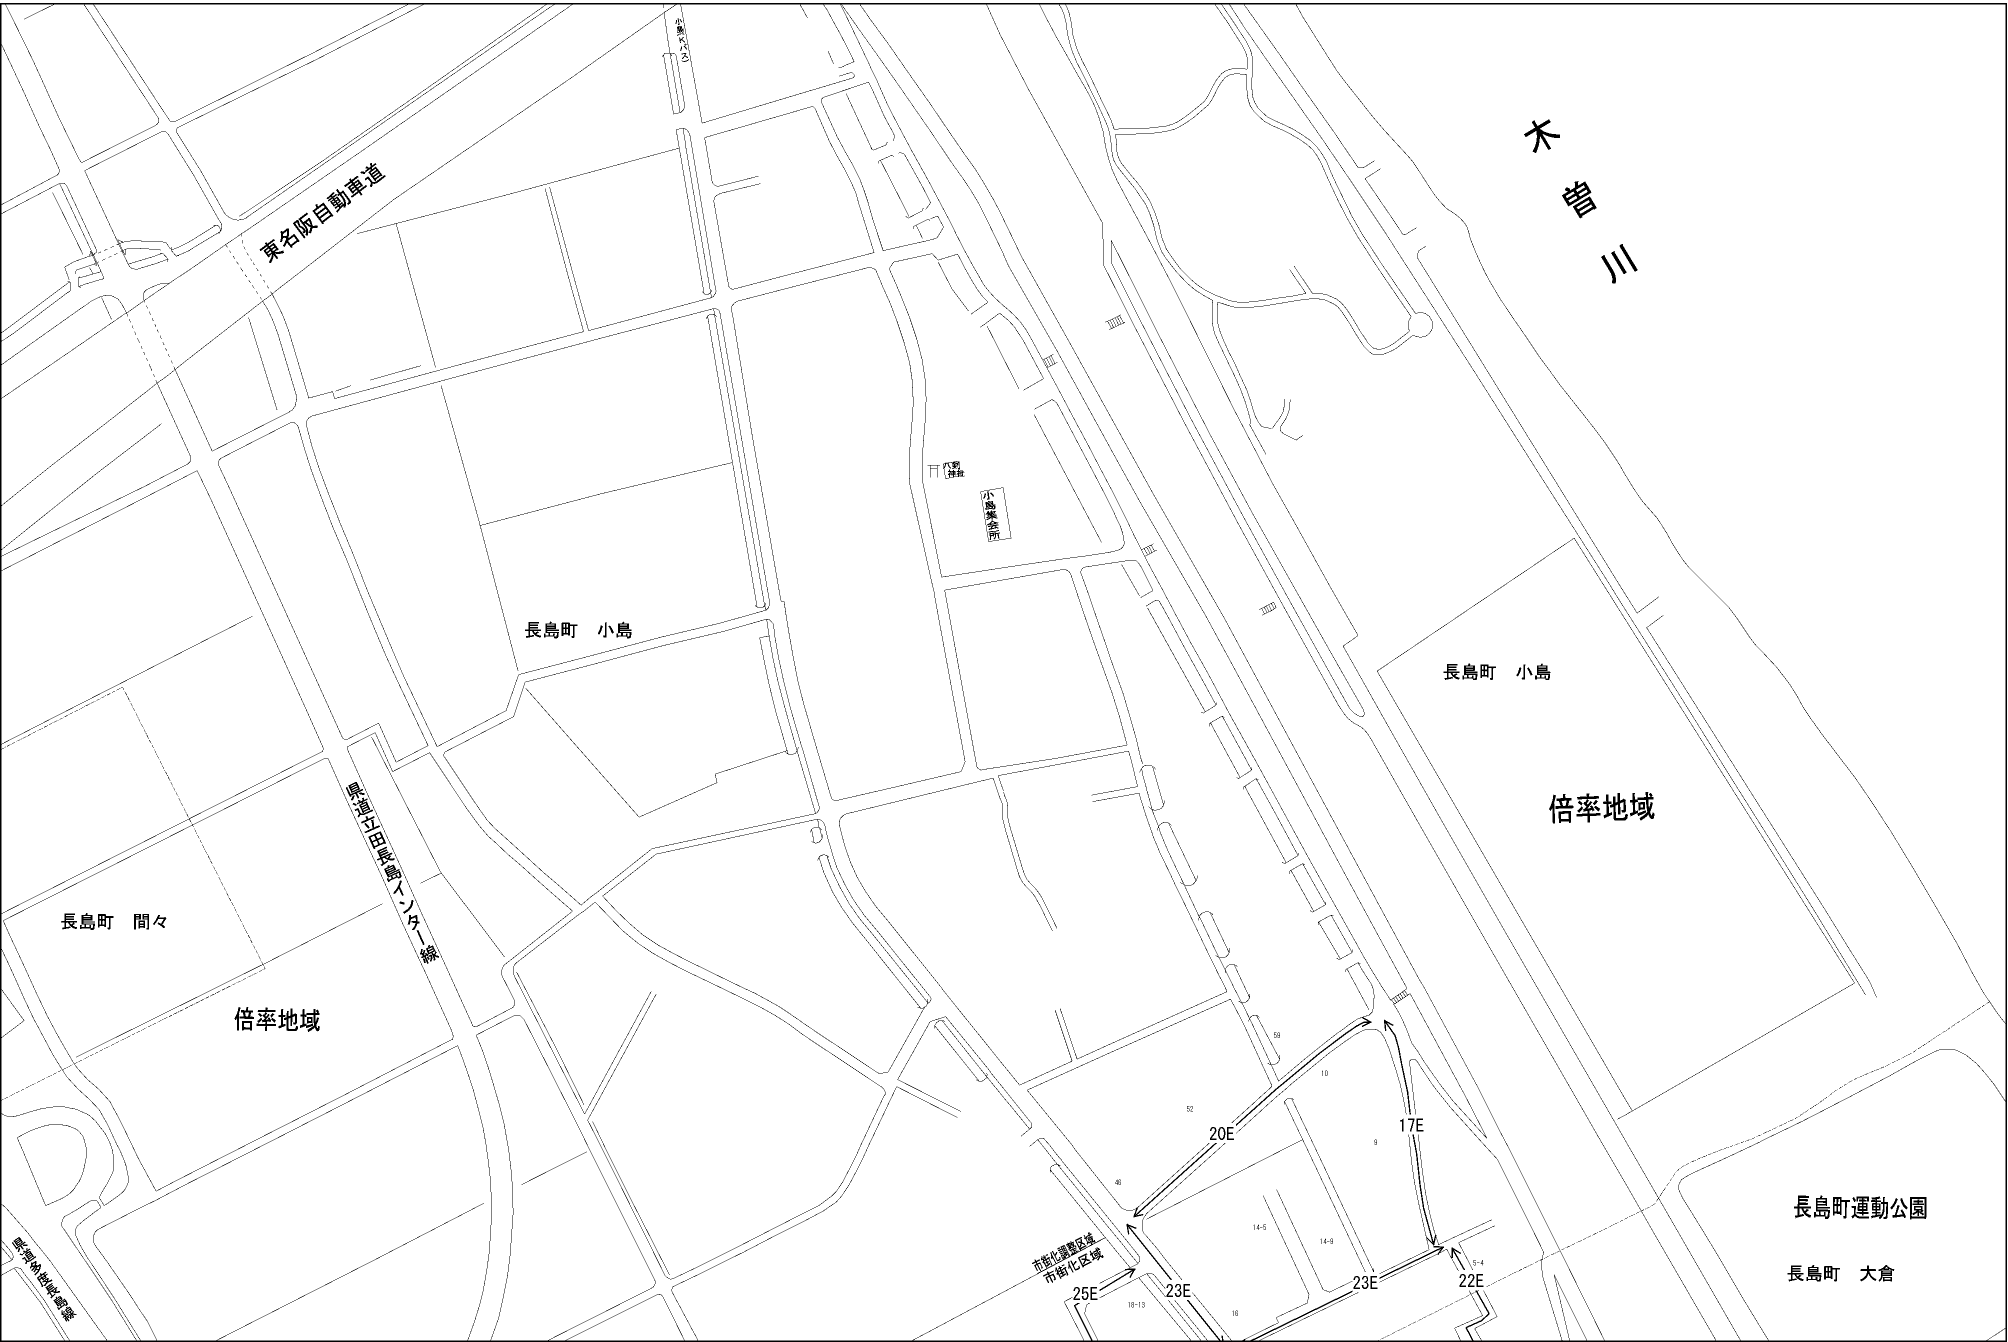 小島Kバス
木曽川
東名阪自動車道
八剱
神社
小島集会所
長島町　小島
長島町　小島
倍率地域
県道立田長島インター線
長島町　間々
倍率地域
59
10
52
20E
17E
9
46
長島町運動公園
14-5
14-9
市街化調整区域
市街化区域
5-4
長島町　大倉
県道多度長島線
25E
23E
23E
22E
18-13
16